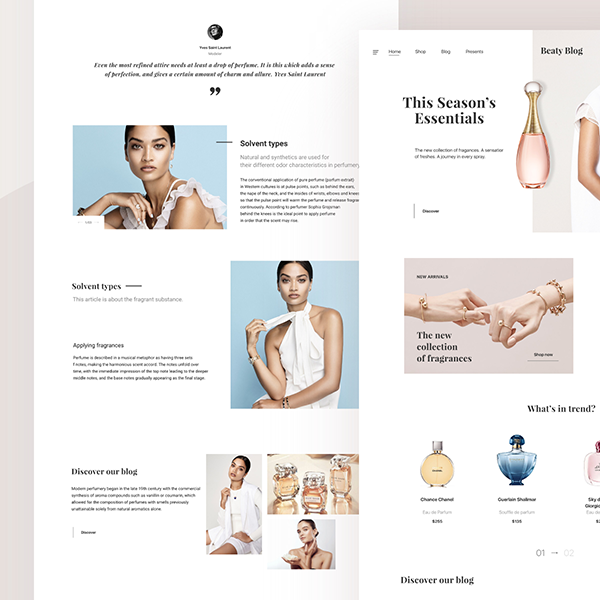 Yves Saint Laurent
Modeler
Even the most refined attire needs at least a drop of perfume. It is this which adds a sense
of perfection, and gives a certain amount of charm and allure. Yves Saint Laurent
”
Solvent types
Natural and synthetics are used for
their different odor characteristics in perfumery
The conventional application of pure perfume (parfum extrait)
in Western cultures is at pulse points, such as behind the ears,
the nape of the neck, and the insides of wrists, elbows and knees
so that the pulse point will warm the perfume and release fragrance
continuously. According to perfumer Sophia Grojsman
behind the knees is the ideal point to apply perfume
in order that the scent may rise.
Solvent types
This article is about the fragrant substance.
Applying fragrances
Perfume is described in a musical metaphor as having three sets
f notes, making the harmonious scent accord. The notes unfold over
time, with the immediate impression of the top note leading to the deeper
middle notes, and the base notes gradually appearing as the final stage.
Discover our blog
Modern perfumery began in the late 19th century with the commercial
synthesis of aroma compounds such as vanillin or coumarin, which
allowed for the composition of perfumes with smells previously
unattainable solely from natural aromatics alone.
Discover
Home
Shop
Blog
Presents
Beaty Blog
This Season’s
Essentials
The new collection of fragances. A sensation
of freshes. A journey in every spray.
Discover
NEW ARRIVALS
The new
collection
of fragrances
Shop now
What’s in trend?
Chance Chanel
Eau de Parfum
$255
Guerlain Shalimar
Souffle de parfum
$135
Sky d
Giorgio
Eau de
01 → 02
Discover our blog